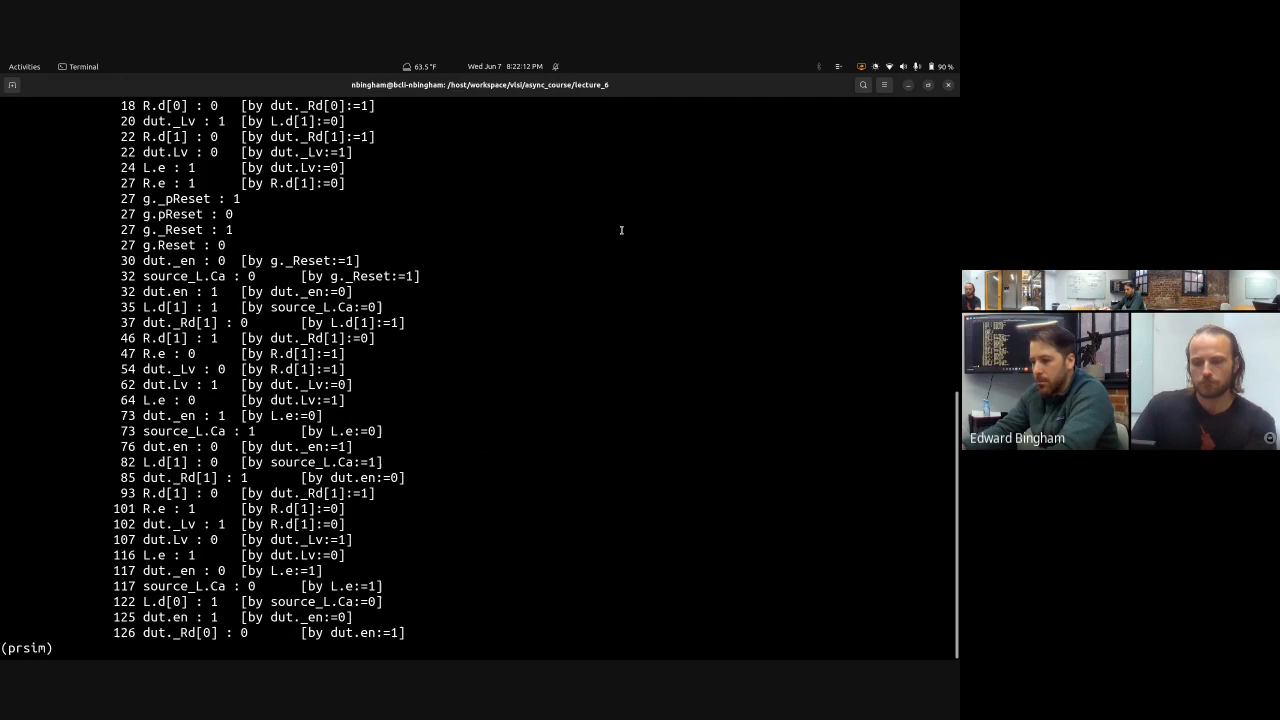 Activities
Terminal
63.5 °F
Wed Jun 7 8:22:12 PM
90 %
nbingham@bcli-nbingham: /host/workspace/vlsi/async_course/lecture_6
18 R.d[0] : 0 [by dut._Rd[0]:=1]
20 dut._Lv : 1 [by L.d[1]:=0]
22 R.d[1] : 0 [by dut._Rd[1]:=1]
22 dut.Lv : 0 [by dut._Lv:=1]
24 L.e : 1 [by dut.Lv:=0]
27 R.e : 1 [by R.d[1]:=0]
27 g._pReset : 1
27 g.pReset : 0
27 g._Reset : 1
27 g.Reset : 0
30 dut._en : 0 [by g._Reset:=1]
32 source_L.Ca : 0 [by g._Reset:=1]
32 dut.en : 1 [by dut._en:=0]
35 L.d[1] : 1 [by source_L.Ca:=0]
37 dut._Rd[1] : 0 [by L.d[1]:=1]
46 R.d[1] : 1 [by dut._Rd[1]:=0]
47 R.e : 0 [by R.d[1]:=1]
54 dut._Lv : 0 [by R.d[1]:=1]
62 dut.Lv : 1 [by dut._Lv:=0]
64 L.e : 0 [by dut.Lv:=1]
73 dut._en : 1 [by L.e:=0]
73 source_L.Ca : 1 [by L.e:=0]
76 dut.en : 0 [by dut._en:=1]
82 L.d[1] : 0 [by source_L.Ca:=1]
85 dut._Rd[1] : 1 [by dut.en:=0]
93 R.d[1] : 0 [by dut._Rd[1]:=1]
101 R.e : 1 [by R.d[1]:=0]
102 dut._Lv : 1 [by R.d[1]:=0]
107 dut.Lv : 0 [by dut._Lv:=1]
116 L.e : 1 [by dut.Lv:=0]
117 dut._en : 0 [by L.e:=1]
117 source_L.Ca : 0 [by L.e:=1]
122 L.d[0] : 1 [by source_L.Ca:=0]
125 dut.en : 1 [by dut._en:=0]
126 dut._Rd[0] : 0 [by dut.en:=1]
(prsim)
Edward Bingham